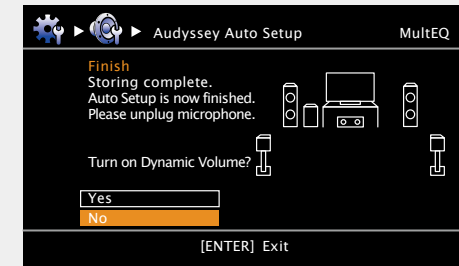 Audyssey Auto Setup MultEQ
Finish
Storing complete.
Auto Setup is now finished.
Please unplug microphone.
Turn on Dynamic Volume?
Yes
No
[ENTER] Exit